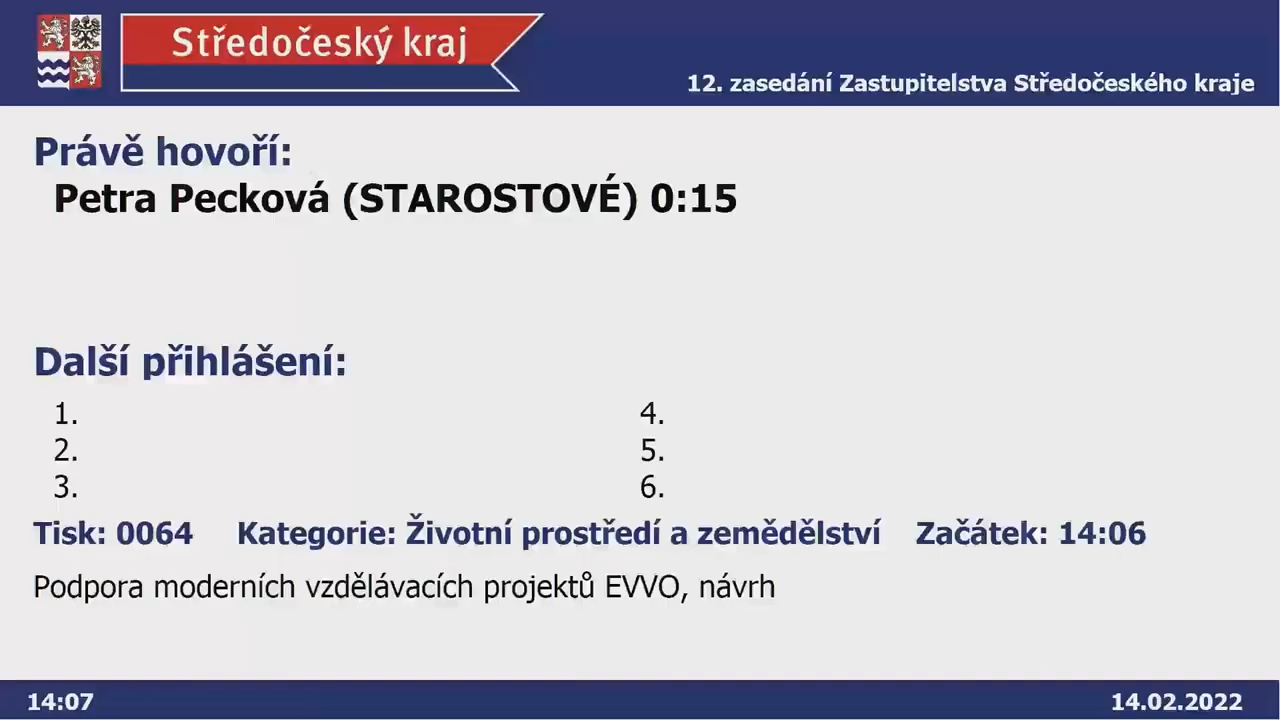 Středočeský kraj
12. zasedání Zastupitelstva Středočeského kraje
Právě hovoří:
Petra Pecková (STAROSTOVÉ) 0:15
Další přihlášení:
1. 4.
2. 5.
3. 6.
Tisk: 0064 Kategorie: Životní prostředí a zemědělství Začátek: 14:06
Podpora moderních vzdělávacích projektů EVVO, návrh
14:07 14.02.2022